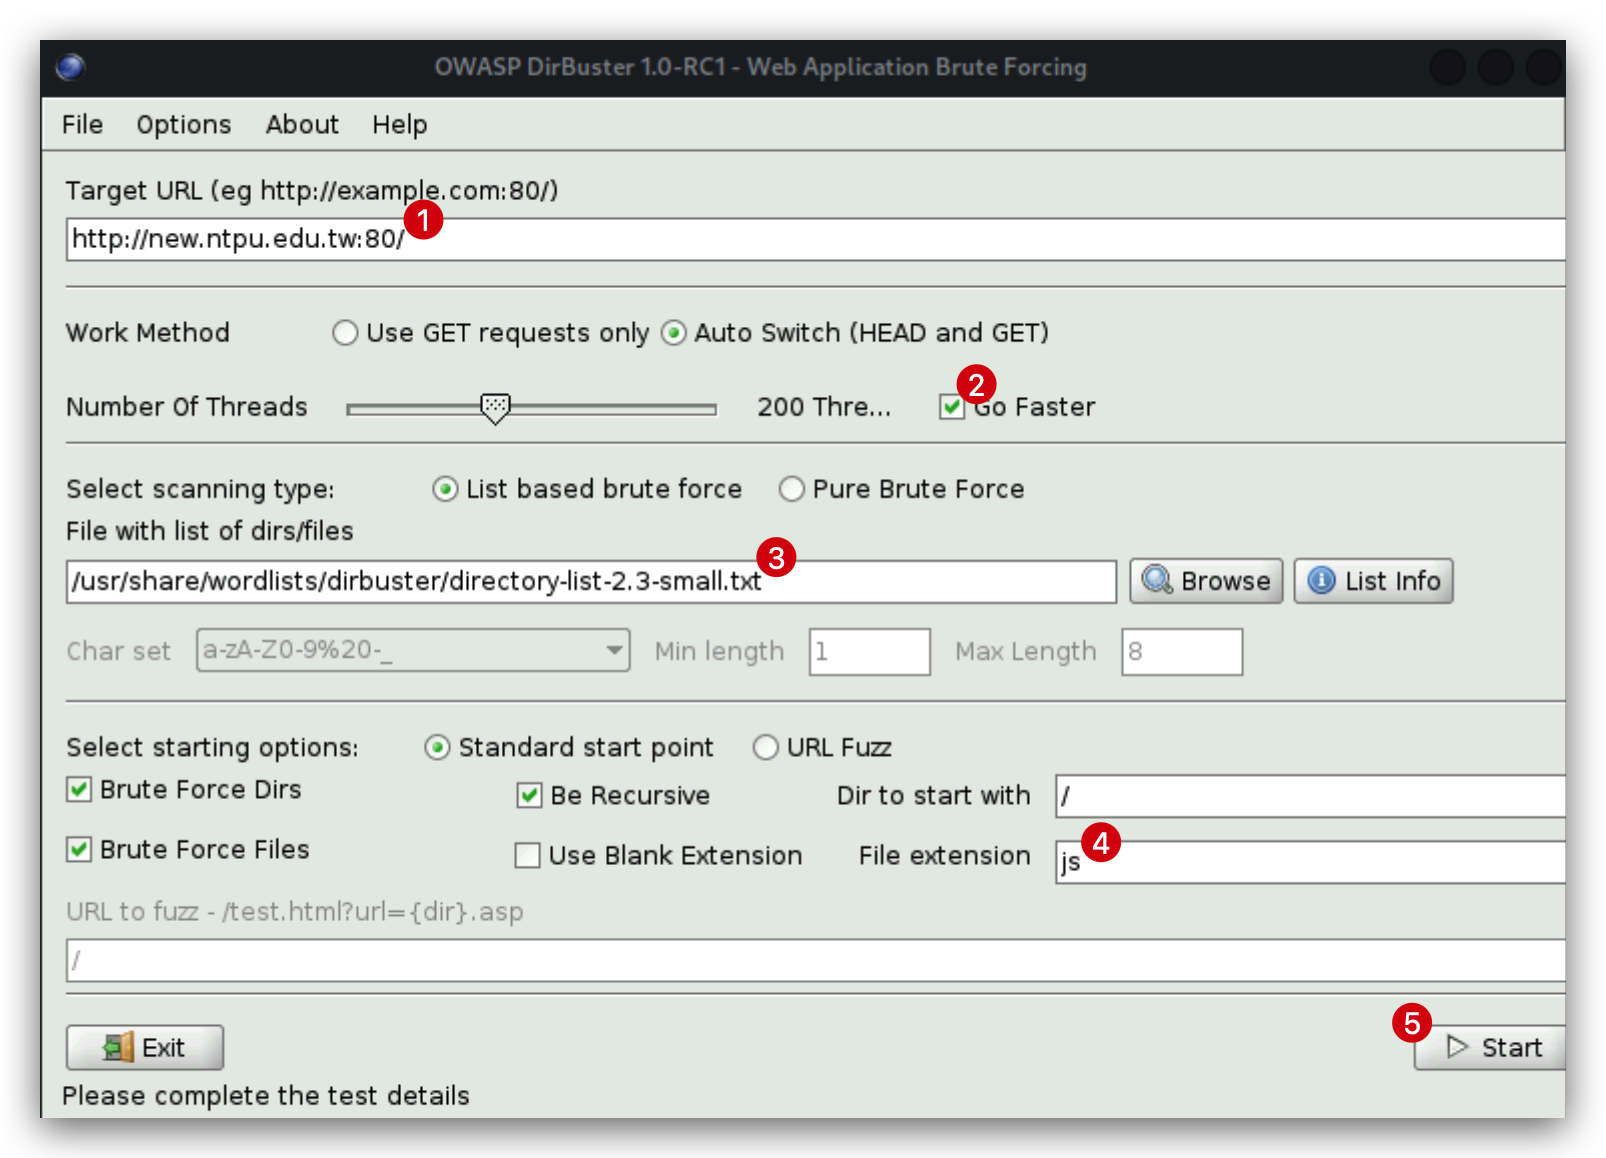 OWASP DirBuster 1.0-RC1 - Web Application Brute Forcing
File Options About Help
Target URL (eg http://example.com:80/)
http://new.ntpu.edu.tw:80/ 1
Work Method Use GET requests only Auto Switch (HEAD and GET)
Number Of Threads 200 Thre... 2 Go Faster
Select scanning type: List based brute force Pure Brute Force
File with list of dirs/files
/usr/share/wordlists/dirbuster/directory-list-2.3-small.txt 3 Browse List Info
Char set a-zA-Z0-9%20-_ Min length 1 Max Length 8
Select starting options: Standard start point URL Fuzz
Brute Force Dirs Be Recursive Dir to start with /
Brute Force Files Use Blank Extension File extension js 4
URL to fuzz - /test.html?url={dir}.asp
/
Exit 5 Start
Please complete the test details